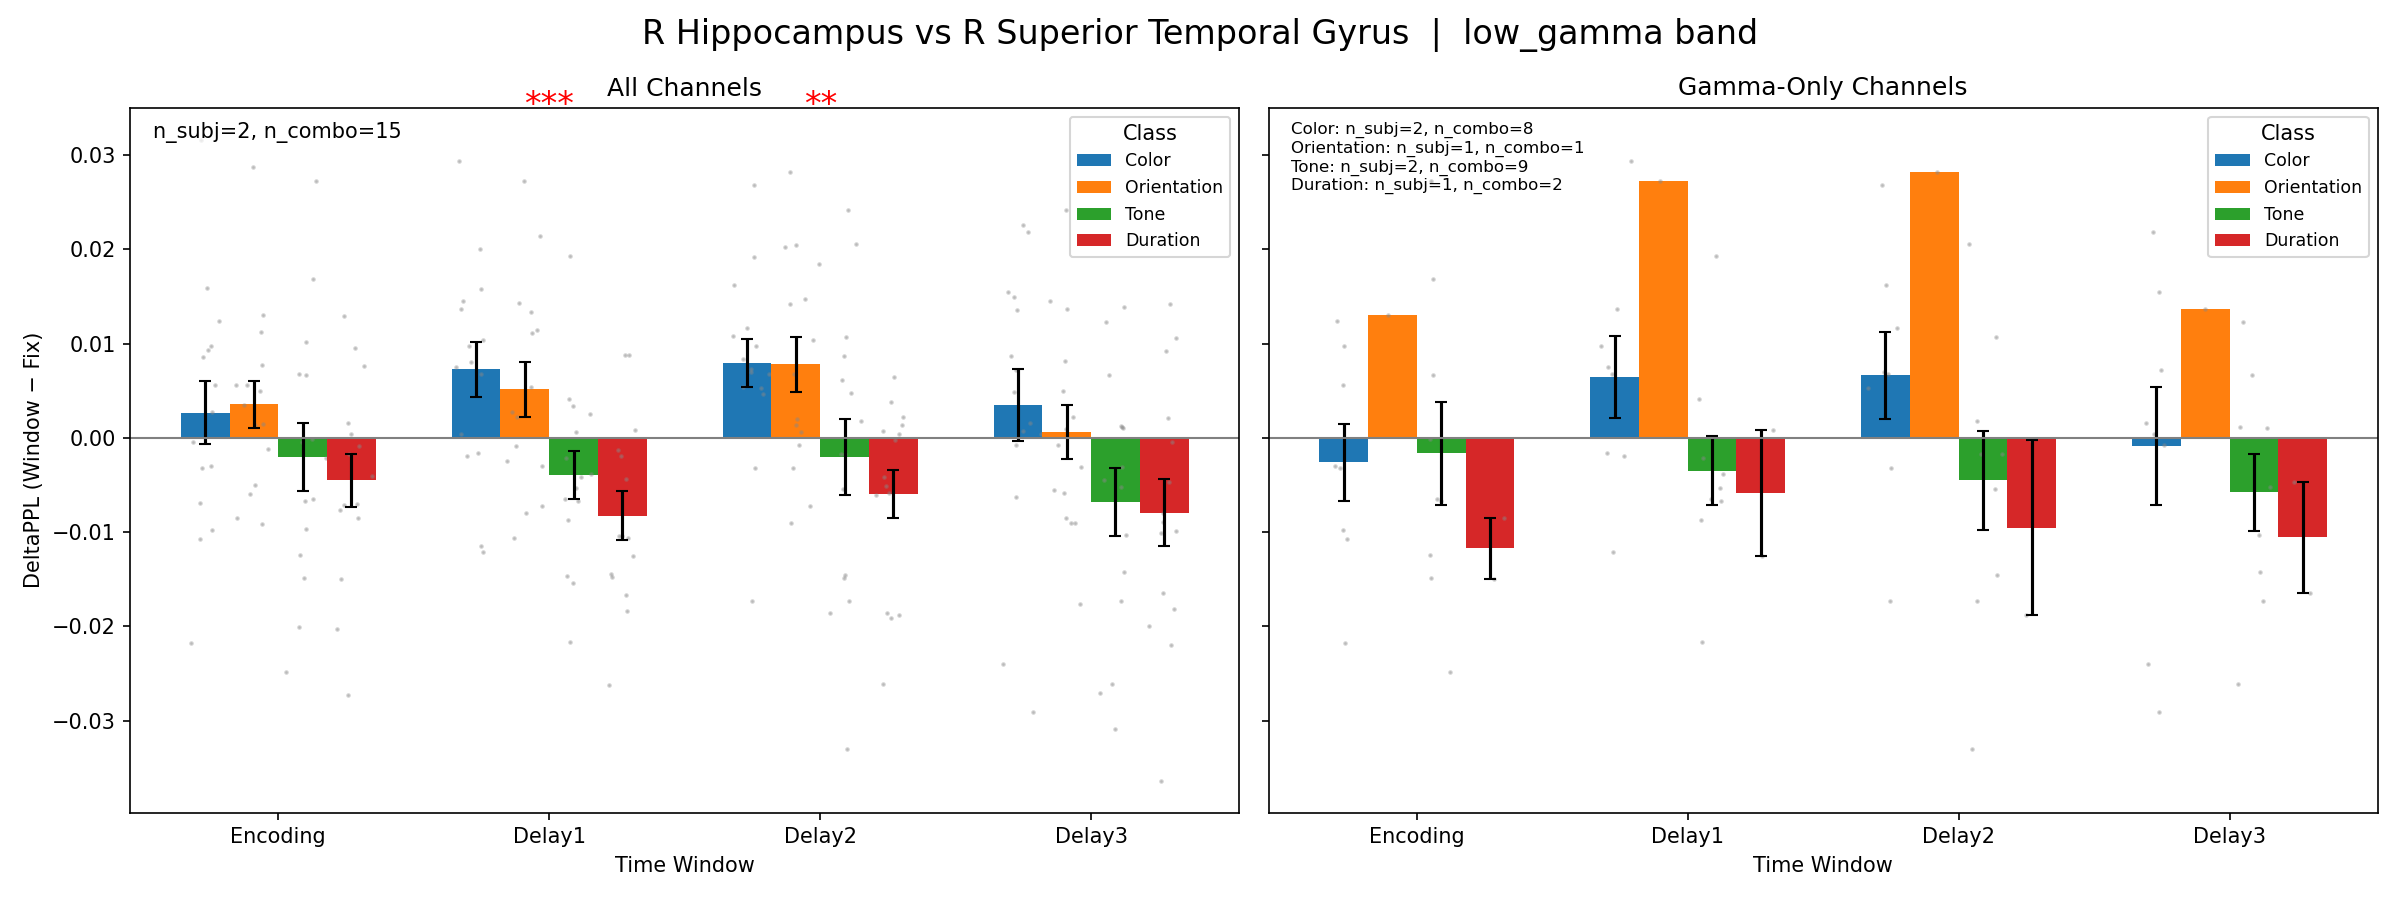 R Hippocampus vs R Superior Temporal Gyrus | low_gamma band
All Channels
*** **
n_subj=2, n_combo=15
Class
Color
Orientation
Tone
Duration
0.03
0.02
0.01
0.00
−0.01
−0.02
−0.03
DeltaPPL (Window − Fix)
Encoding Delay1 Delay2 Delay3
Time Window
Gamma-Only Channels
Color: n_subj=2, n_combo=8
Orientation: n_subj=1, n_combo=1
Tone: n_subj=2, n_combo=9
Duration: n_subj=1, n_combo=2
Class
Color
Orientation
Tone
Duration
Encoding Delay1 Delay2 Delay3
Time Window